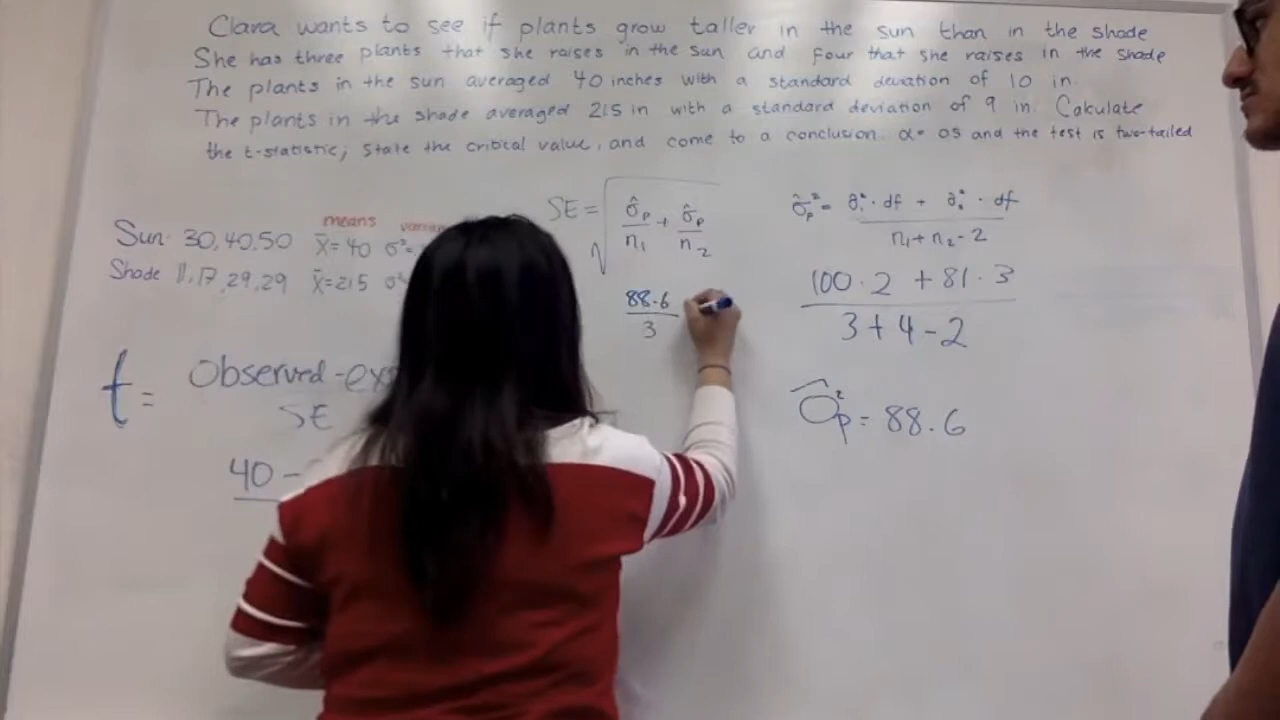 Clara wants to see if plants grow taller in the sun than in the shade
She has three plants that she raises in the sun and four that she raises in the shade
The plants in the sun averaged 40 inches with a standard deviation of 10 in.
The plants in the shade averaged 21.5 in with a standard deviation of 9 in. Calculate
the t-statistic, state the critical value, and come to a conclusion α=.05 and the test is two-tailed
means
Sun: 30,40,50 x̄=40 σ²=
Shade 11,17,29,29 x̄=21.5 σ²
SE = √ σ̂p/n₁ + σ̂p/n₂
σ̂p²= ∂₁²·df + ∂₂²·df
n₁+n₂-2
88.6
3
100·2 + 81·3
3+4-2
t = Observed-ex
SE
40 -
σ̂p² = 88.6